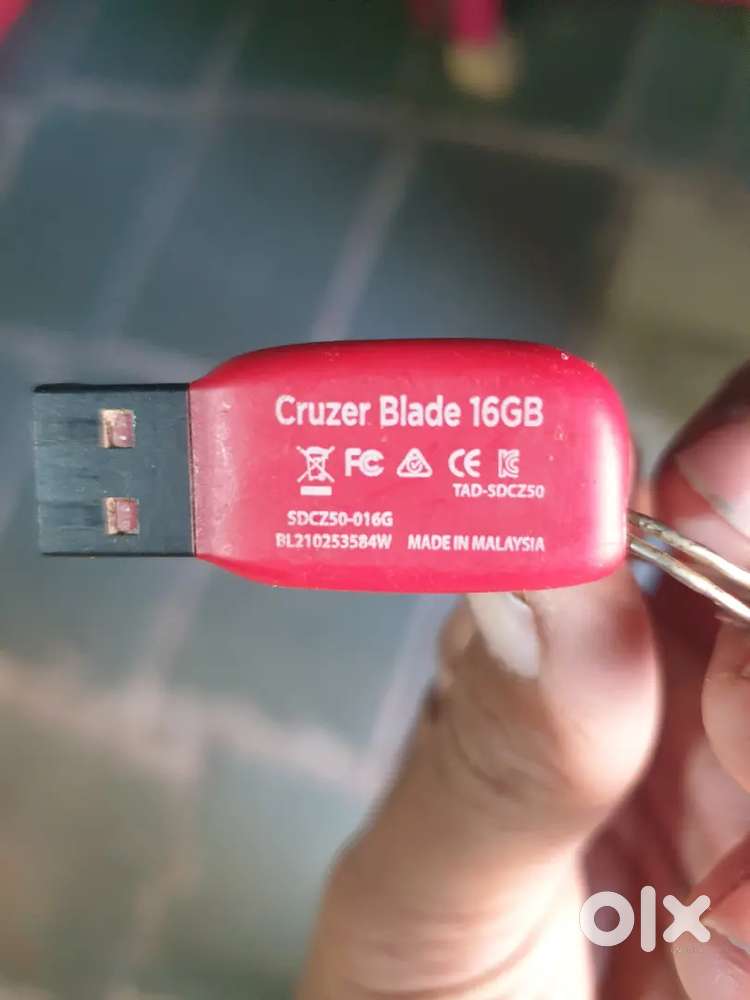 Cruzer Blade 16GB
FC CE
TAD-SDCZ50
SDCZ50-016G
BL210253584W MADE IN MALAYSIA
olx